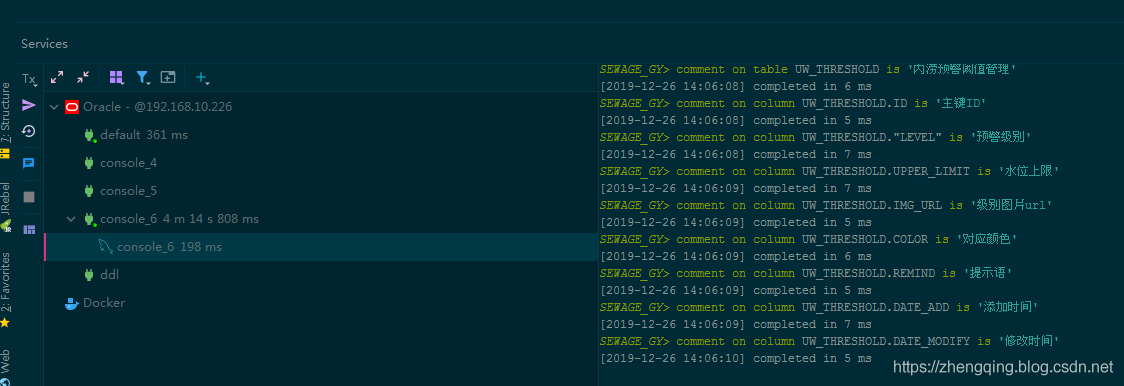 Services
Tx
7: Structure
JRebel
2: Favorites
Web
Oracle - @192.168.10.226
default 361 ms
console_4
console_5
console_6 4 m 14 s 808 ms
console_6 198 ms
ddl
Docker
SEWAGE_GY> comment on table UW_THRESHOLD is '内涝预警阈值管理'
[2019-12-26 14:06:08] completed in 6 ms
SEWAGE_GY> comment on column UW_THRESHOLD.ID is '主键ID'
[2019-12-26 14:06:08] completed in 5 ms
SEWAGE_GY> comment on column UW_THRESHOLD."LEVEL" is '预警级别'
[2019-12-26 14:06:08] completed in 7 ms
SEWAGE_GY> comment on column UW_THRESHOLD.UPPER_LIMIT is '水位上限'
[2019-12-26 14:06:09] completed in 7 ms
SEWAGE_GY> comment on column UW_THRESHOLD.IMG_URL is '级别图片url'
[2019-12-26 14:06:09] completed in 5 ms
SEWAGE_GY> comment on column UW_THRESHOLD.COLOR is '对应颜色'
[2019-12-26 14:06:09] completed in 6 ms
SEWAGE_GY> comment on column UW_THRESHOLD.REMIND is '提示语'
[2019-12-26 14:06:09] completed in 5 ms
SEWAGE_GY> comment on column UW_THRESHOLD.DATE_ADD is '添加时间'
[2019-12-26 14:06:09] completed in 7 ms
SEWAGE_GY> comment on column UW_THRESHOLD.DATE_MODIFY is '修改时间'
[2019-12-26 14:06:10] completed in 5 ms
https://zhengqing.blog.csdn.net